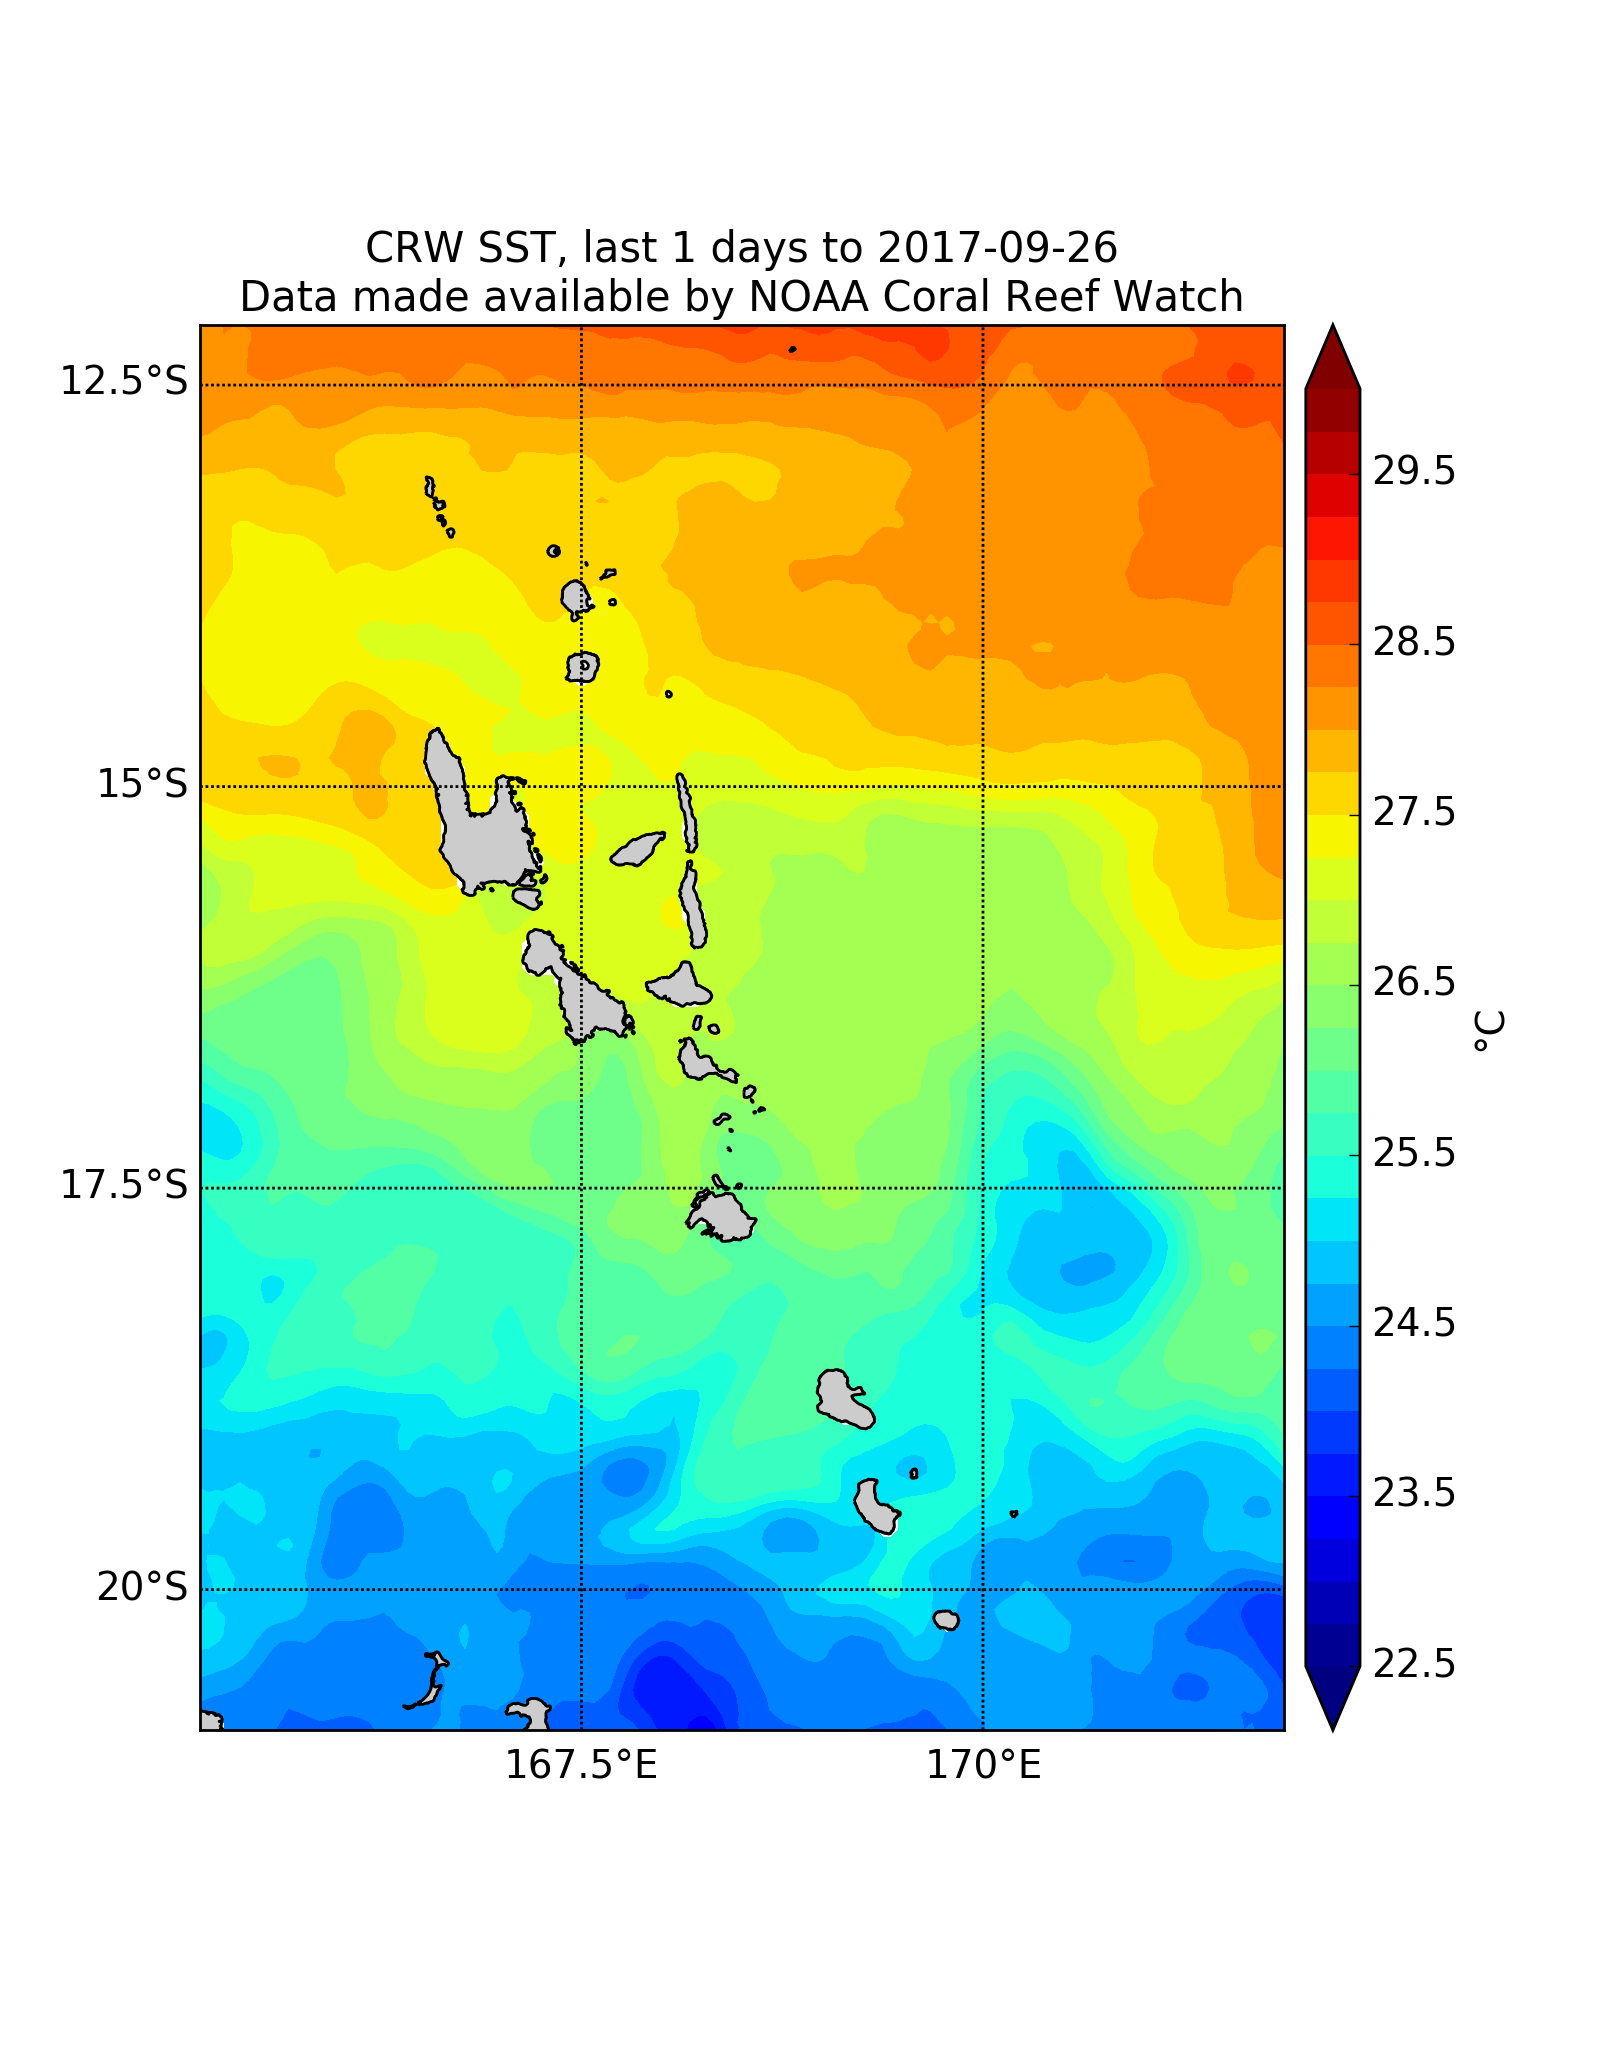 CRW SST, last 1 days to 2017-09-26
Data made available by NOAA Coral Reef Watch
12.5°S
15°S
17.5°S
20°S
167.5°E
170°E
29.5
28.5
27.5
26.5
25.5
24.5
23.5
22.5
°C